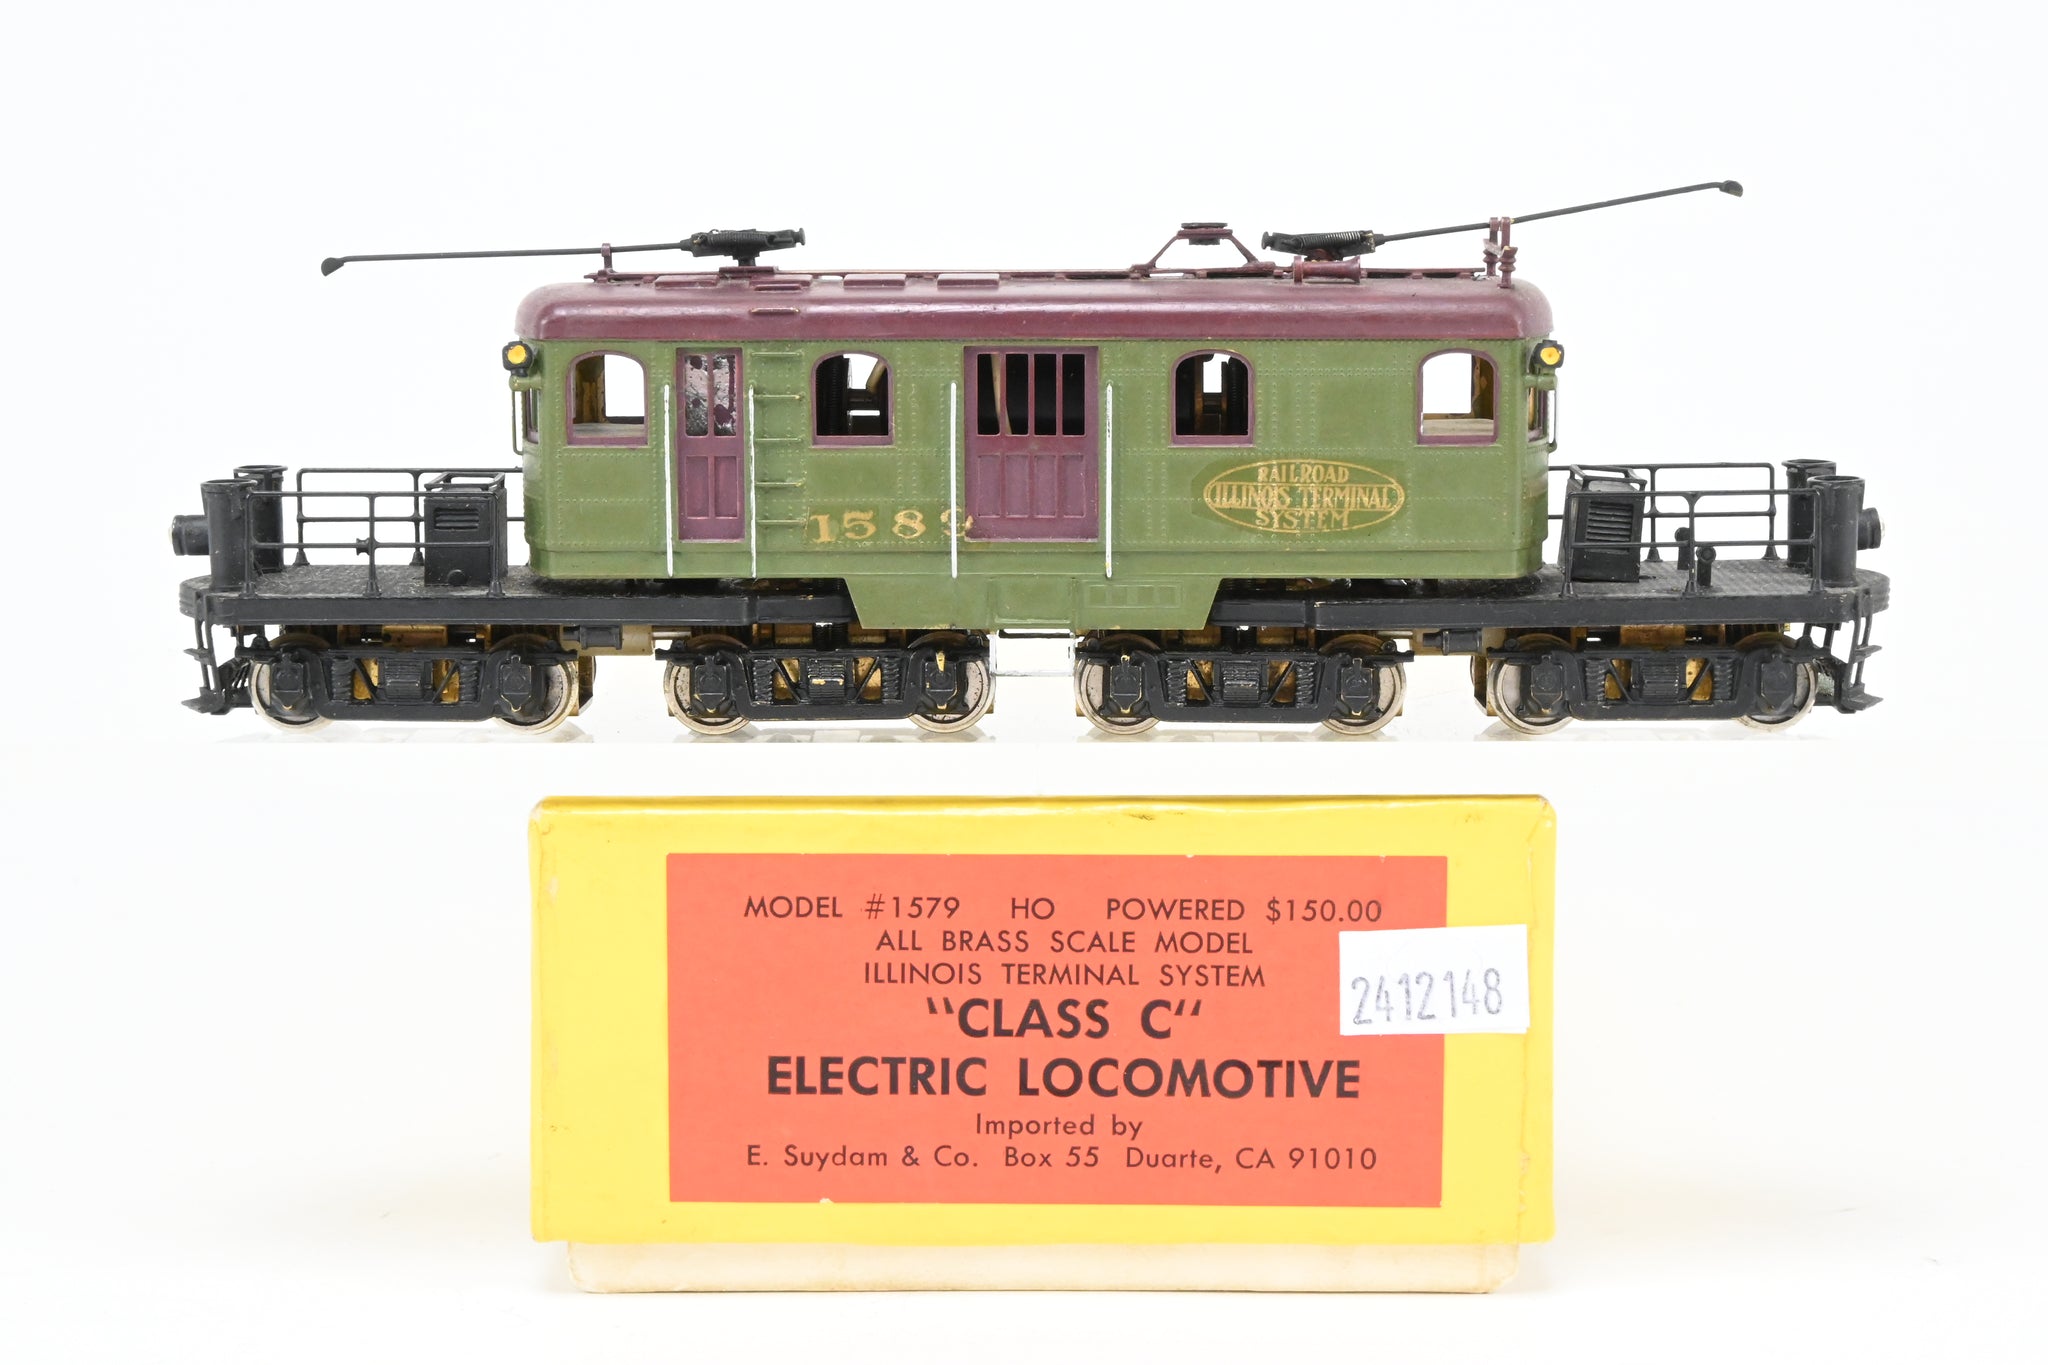 1582
RAILROAD
ILLINOIS TERMINAL
SYSTEM
MODEL #1579 HO POWERED $150.00
ALL BRASS SCALE MODEL
ILLINOIS TERMINAL SYSTEM
"CLASS C"
ELECTRIC LOCOMOTIVE
Imported by
E. Suydam & Co. Box 55 Duarte, CA 91010
2412148